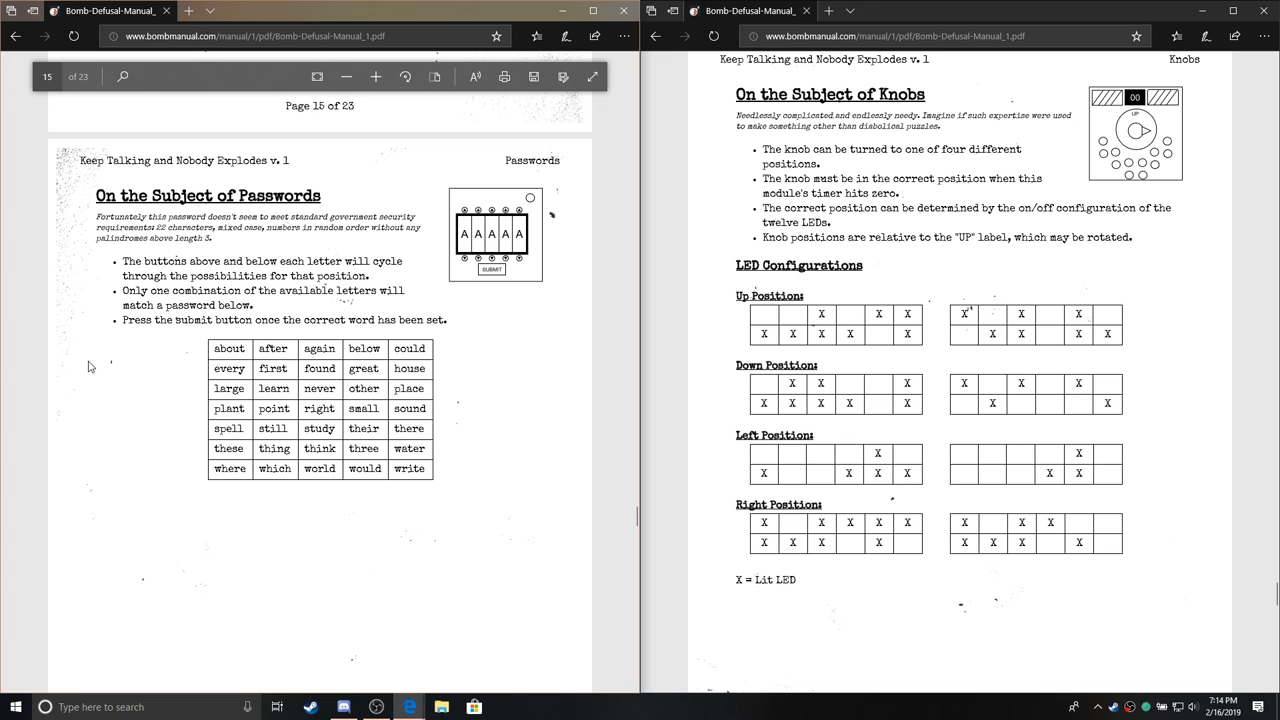 Bomb-Defusal-Manual_1.p
www.bombmanual.com/manual/1/pdf/Bomb-Defusal-Manual_1.pdf
15 of 23
Page 15 of 23
Keep Talking and Nobody Explodes v. 1 Passwords
On the Subject of Passwords
Fortunately this password doesn't seem to meet standard government security
requirements: 22 characters, mixed case, numbers in random order without any
palindromes above length 3.
A A A A A
SUBMIT
• The buttons above and below each letter will cycle
through the possibilities for that position.
• Only one combination of the available letters will
match a password below.
• Press the submit button once the correct word has been set.
about after again below could
every first found great house
large learn never other place
plant point right small sound
spell still study their there
these thing think three water
where which world would write
Bomb-Defusal-Manual_1.
www.bombmanual.com/manual/1/pdf/Bomb-Defusal-Manual_1.pdf
Keep Talking and Nobody Explodes v. 1 Knobs
On the Subject of Knobs
Needlessly complicated and endlessly needy. Imagine if such expertise were used
to make something other than diabolical puzzles.
00
UP
• The knob can be turned to one of four different
positions.
• The knob must be in the correct position when this
module's timer hits zero.
• The correct position can be determined by the on/off configuration of the
twelve LEDs.
• Knob positions are relative to the "UP" label, which may be rotated.
LED Configurations
Up Position:
X X X X X X
X X X X X X X X X
Down Position:
X X X X X X
X X X X X X X
Left Position:
X X
X X X X X X
Right Position:
X X X X X X X X
X X X X X X X X
X = Lit LED
Type here to search
7:14 PM
2/16/2019